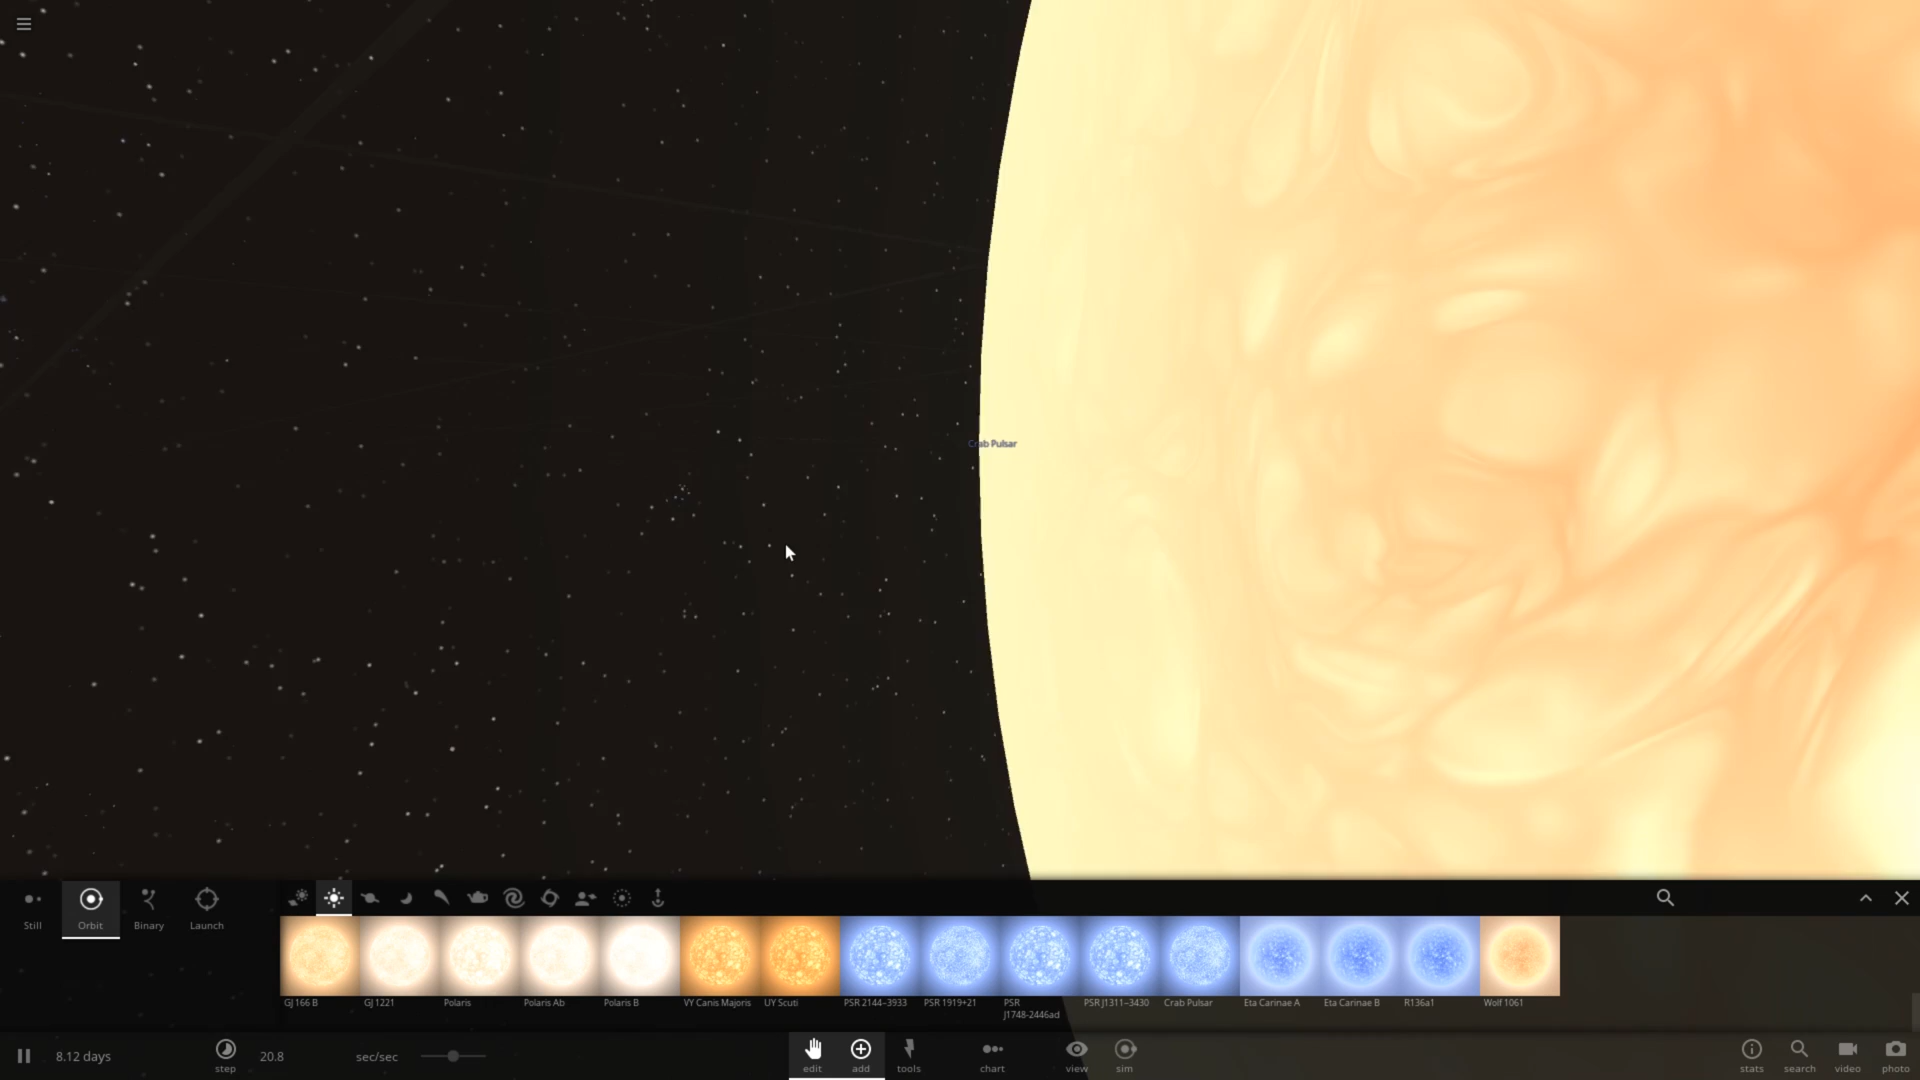 Crab Pulsar
Still
Orbit
Binary
Launch
GJ 166 B
GJ 1221
Polaris
Polaris Ab
Polaris B
VY Canis Majoris
UY Scuti
PSR 2144−3933
PSR 1919+21
PSR
J1748-2446ad
PSR J1311−3430
Crab Pulsar
Eta Carinae A
Eta Carinae B
R136a1
Wolf 1061
8.12 days
step
20.8
sec/sec
edit
add
tools
chart
view
sim
stats
search
video
photo